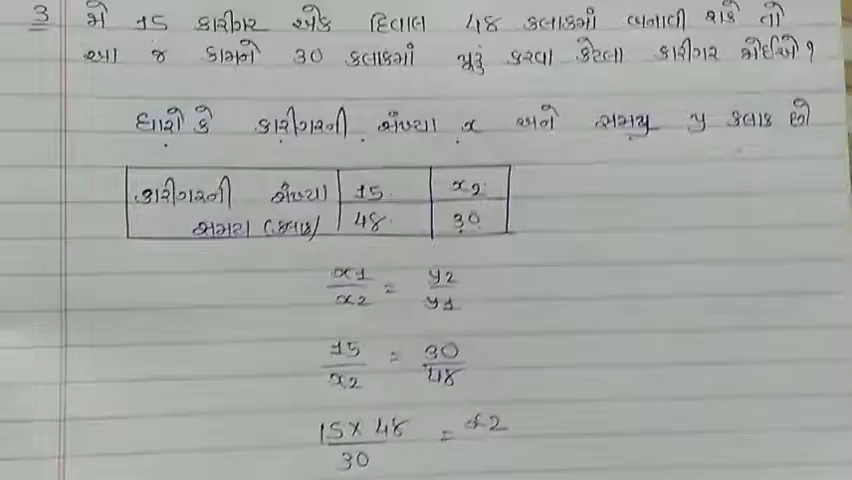 3 જો 15 કારીગર એક દિવાલ 48 કલાકમાં બનાવી શકે તો
આ જ કામને 30 કલાકમાં પૂરું કરવા કેટલા કારીગર જોઈએ?
ધારો કે કારીગરની સંખ્યા x અને સમય y કલાક છે
કારીગરની સંખ્યા 15 x2
સમય (કલાક) 48 30
x1/x2 = y2/y1
15/x2 = 30/48
15 x 48/30 = x2